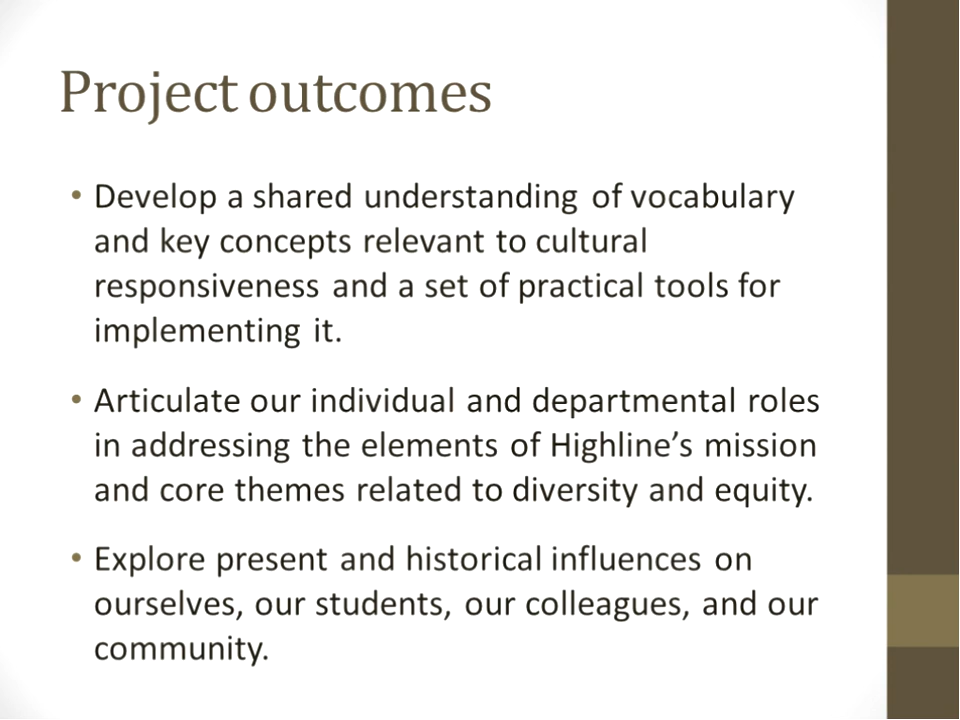 Project outcomes
• Develop a shared understanding of vocabulary
and key concepts relevant to cultural
responsiveness and a set of practical tools for
implementing it.
• Articulate our individual and departmental roles
in addressing the elements of Highline’s mission
and core themes related to diversity and equity.
• Explore present and historical influences on
ourselves, our students, our colleagues, and our
community.